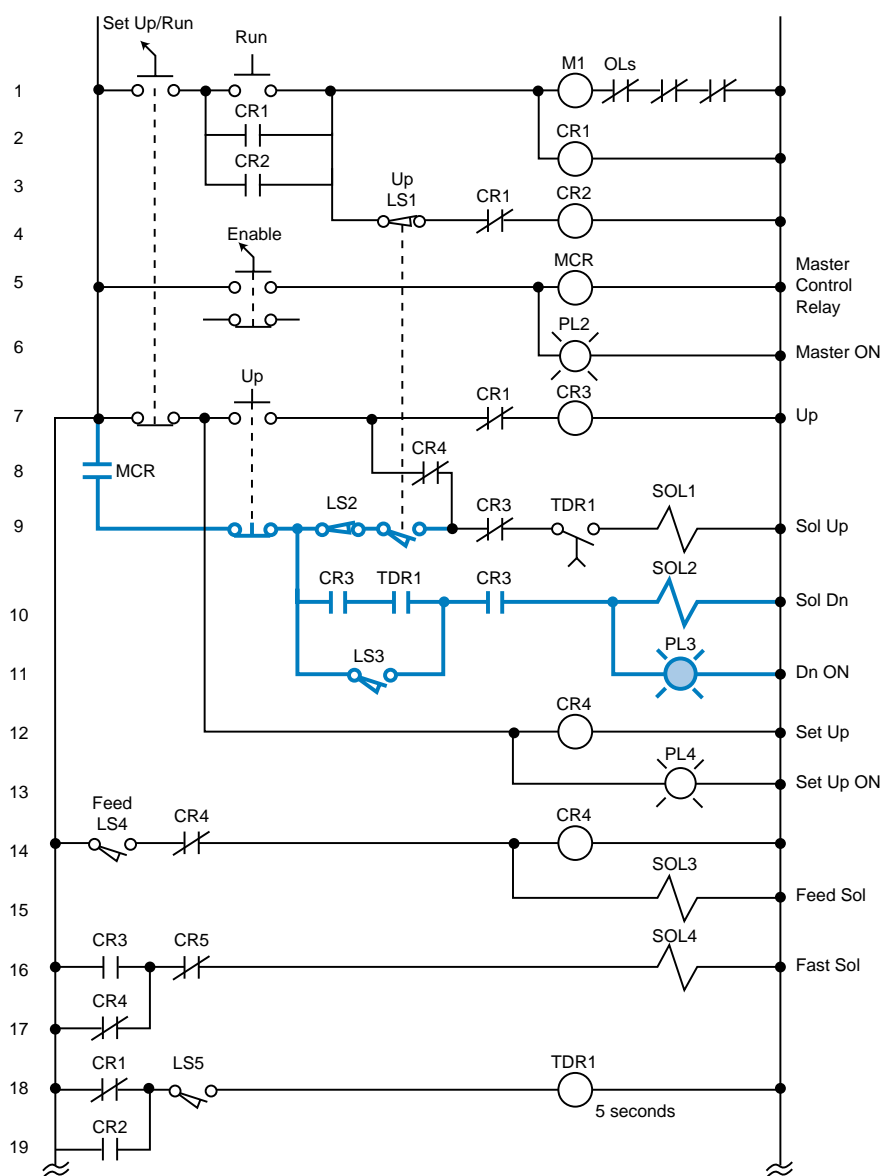 Set Up/Run
Run
M1
OLs
1
CR1
2
CR1
CR2
3
Up
LS1
CR1
CR2
4
Enable
MCR
5
Master
Control
Relay
PL2
6
Master ON
Up
CR1
CR3
7
Up
CR4
8
MCR
LS2
CR3
TDR1
SOL1
9
Sol Up
CR3
TDR1
CR3
SOL2
10
Sol Dn
LS3
PL3
11
Dn ON
CR4
12
Set Up
PL4
13
Set Up ON
Feed
LS4
CR4
CR4
14
SOL3
15
Feed Sol
CR3
CR5
SOL4
16
Fast Sol
CR4
17
CR1
LS5
TDR1
18
5 seconds
CR2
19